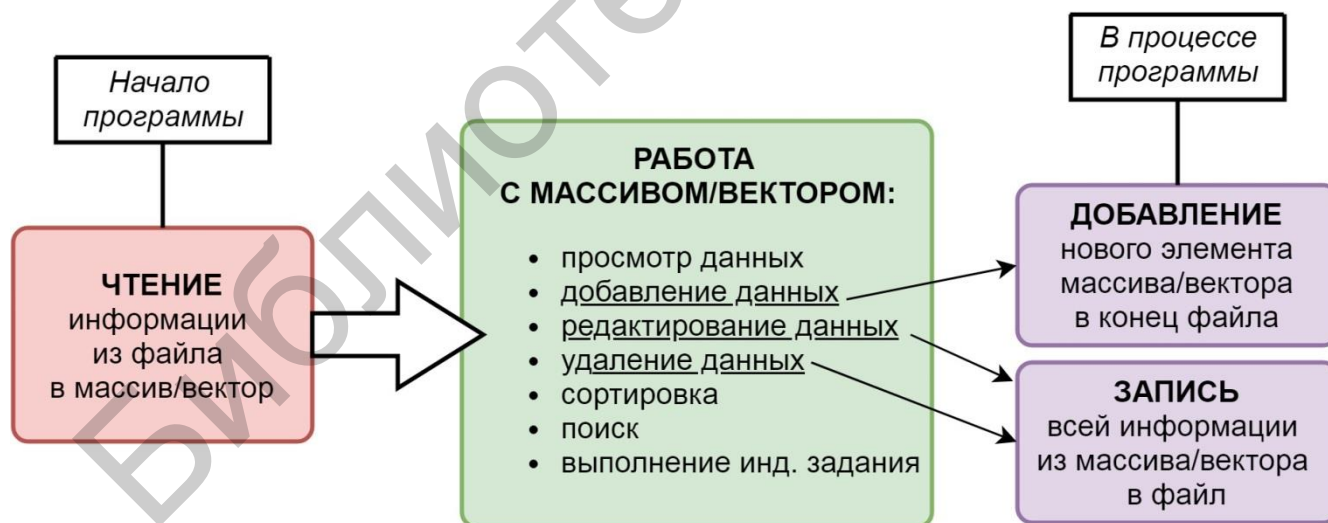 Начало
программы
ЧТЕНИЕ
информации
из файла
в массив/вектор
РАБОТА
С МАССИВОМ/ВЕКТОРОМ:
• просмотр данных
• добавление данных
• редактирование данных
• удаление данных
• сортировка
• поиск
• выполнение инд. задания
В процессе
программы
ДОБАВЛЕНИЕ
нового элемента
массива/вектора
в конец файла
ЗАПИСЬ
всей информации
из массива/вектора
в файл
Библиоте